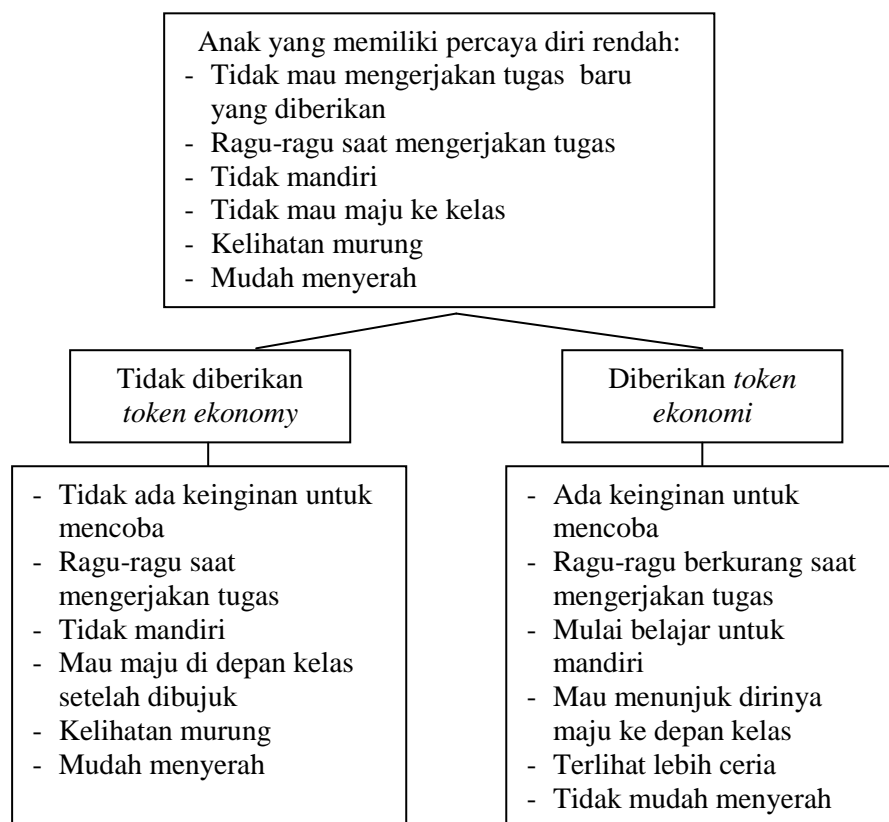 Anak yang memiliki percaya diri rendah:
- Tidak mau mengerjakan tugas baru
yang diberikan
- Ragu-ragu saat mengerjakan tugas
- Tidak mandiri
- Tidak mau maju ke kelas
- Kelihatan murung
- Mudah menyerah
Tidak diberikan
token ekonomy
Diberikan token
ekonomi
- Tidak ada keinginan untuk
mencoba
- Ragu-ragu saat
mengerjakan tugas
- Tidak mandiri
- Mau maju di depan kelas
setelah dibujuk
- Kelihatan murung
- Mudah menyerah
- Ada keinginan untuk
mencoba
- Ragu-ragu berkurang saat
mengerjakan tugas
- Mulai belajar untuk
mandiri
- Mau menunjuk dirinya
maju ke depan kelas
- Terlihat lebih ceria
- Tidak mudah menyerah